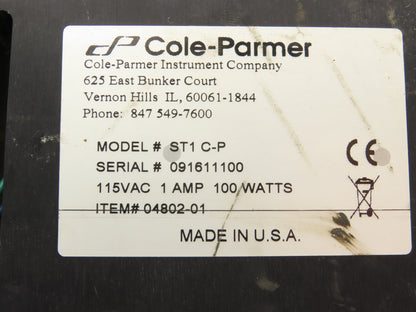 Cole-Parmer
Cole-Parmer Instrument Company
625 East Bunker Court
Vernon Hills IL, 60061-1844
Phone: 847 549-7600
MODEL # ST1 C-P
SERIAL # 091611100
115VAC 1 AMP 100 WATTS
ITEM# 04802-01
CE
MADE IN U.S.A.